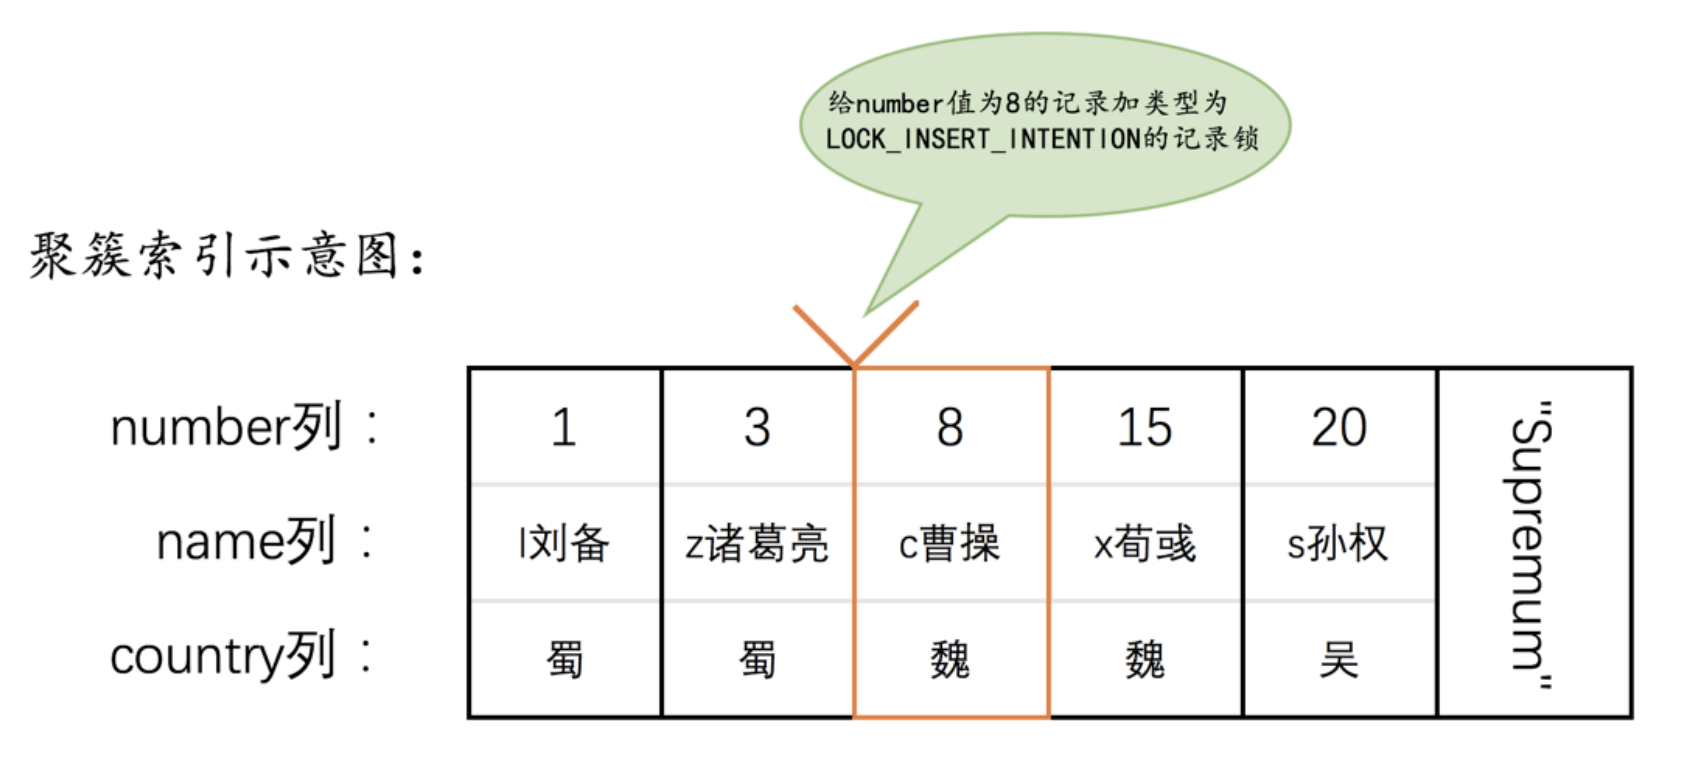 给number值为8的记录加类型为
LOCK_INSERT_INTENTION的记录锁
聚簇索引示意图：
number列： 1 3 8 15 20 "Supremum"
name列： l刘备 z诸葛亮 c曹操 x荀彧 s孙权
country列： 蜀 蜀 魏 魏 吴